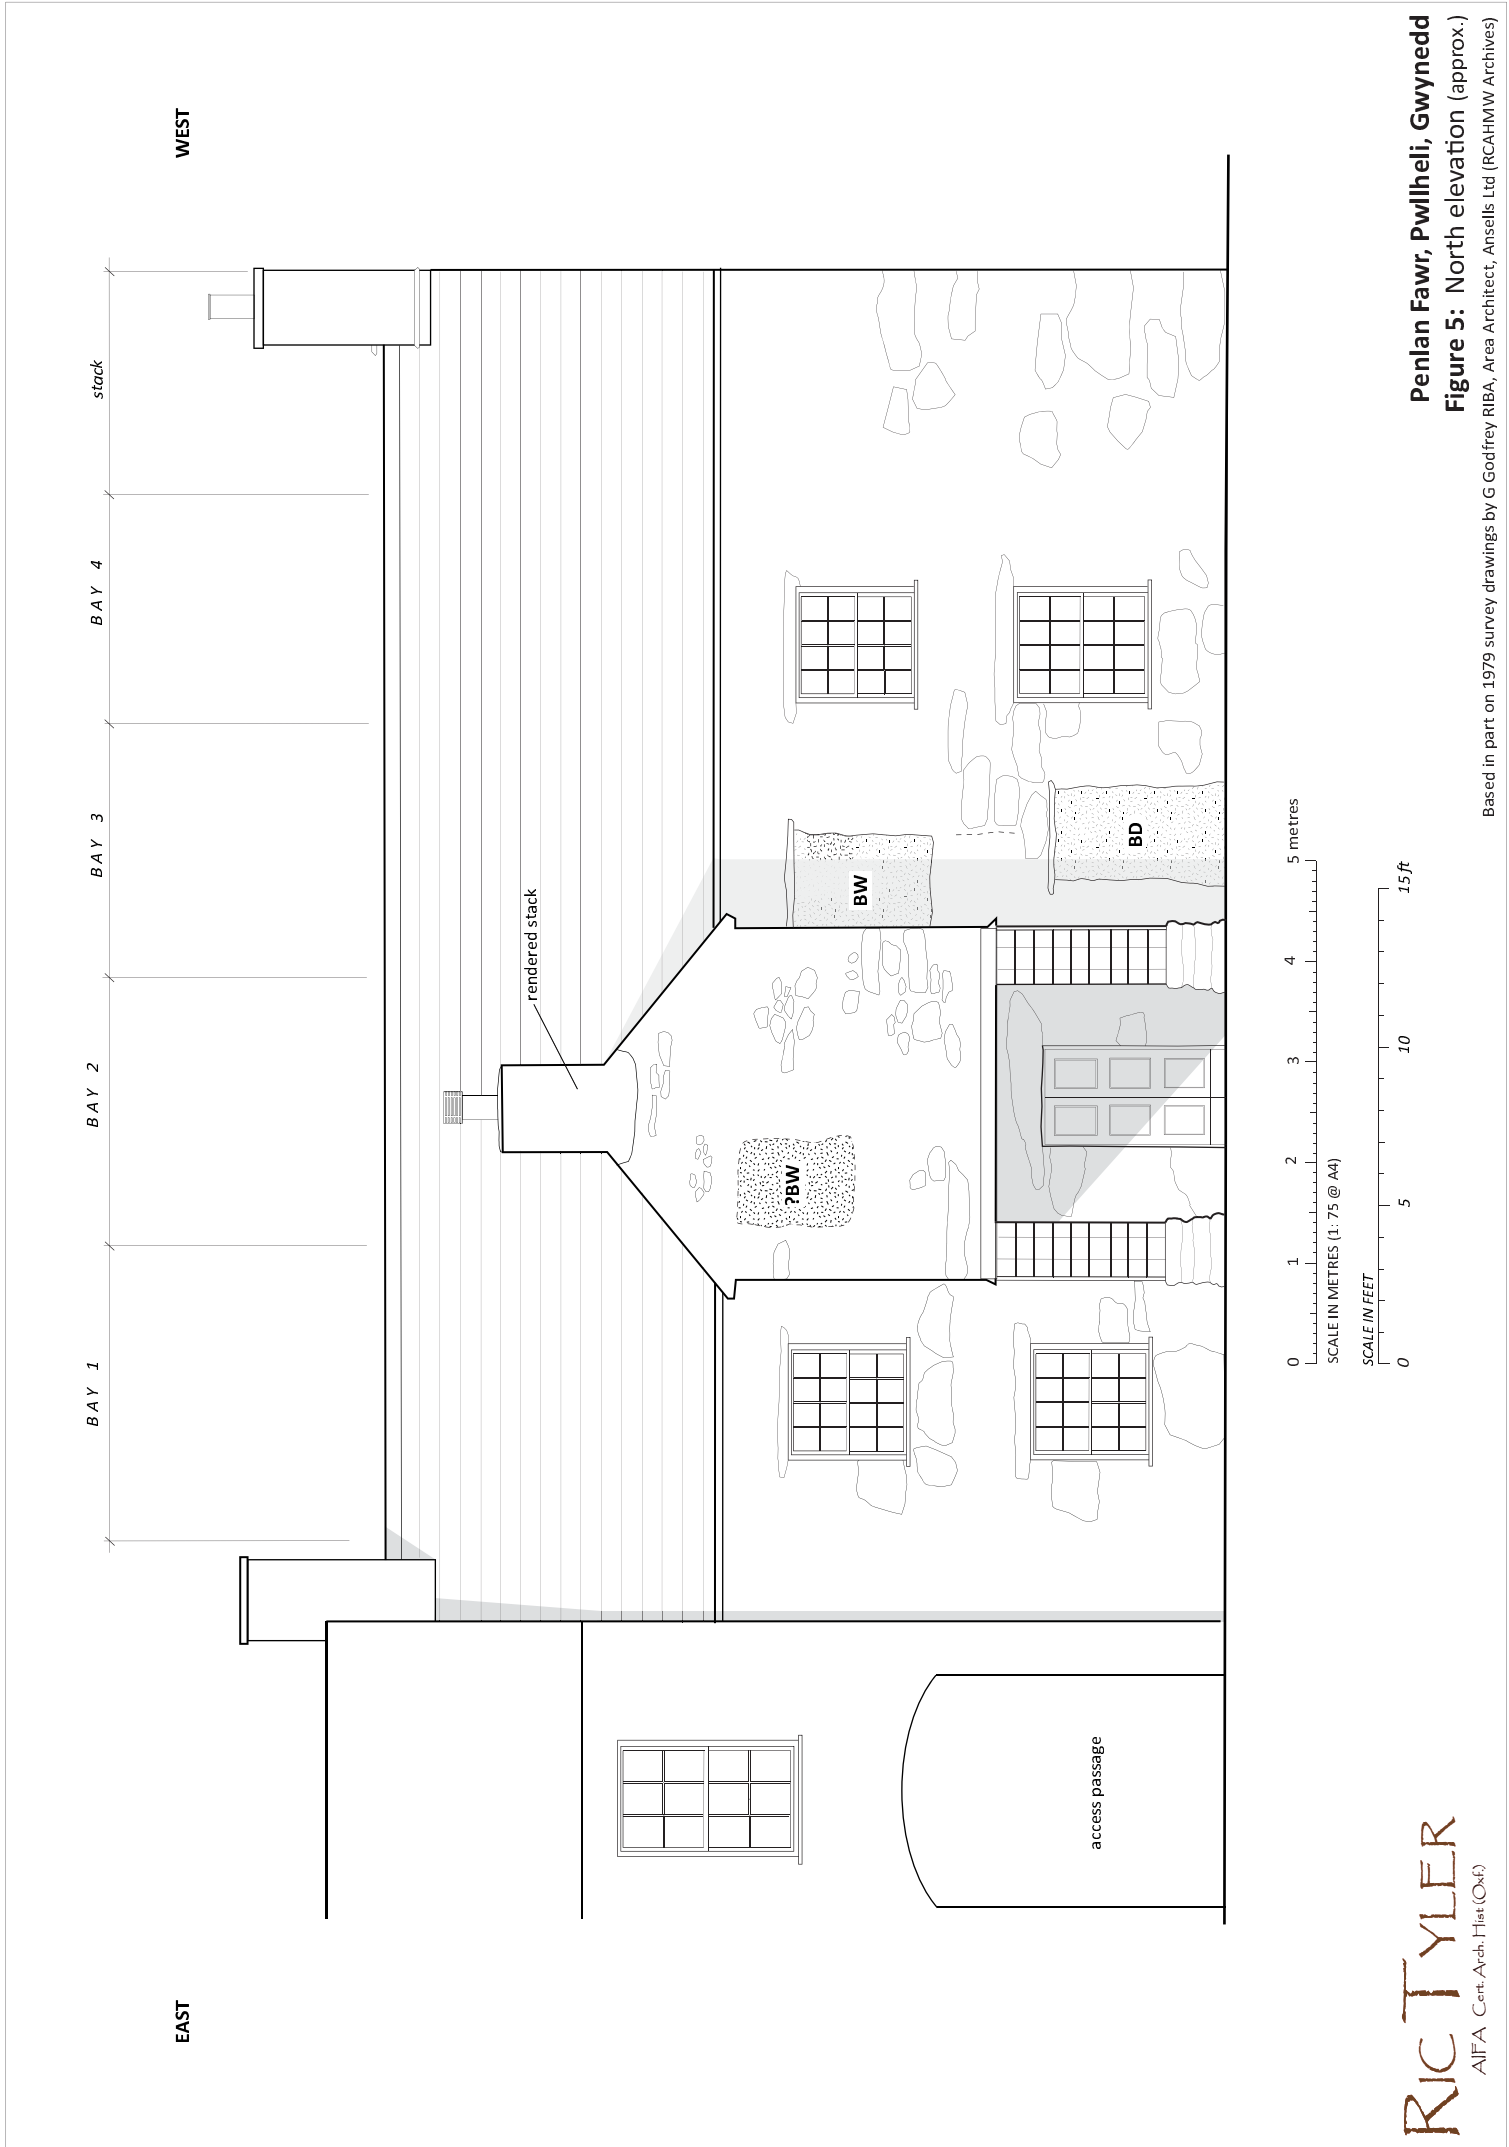 EAST
WEST
BAY 1
BAY 2
BAY 3
BAY 4
stack
rendered stack
?BW
BW
BD
access passage
0 1 2 3 4 5 metres
SCALE IN METRES (1: 75 @ A4)
SCALE IN FEET
0 5 10 15ft
RIC TYLER
AIFA Cert. Arch. Hist (Oxf.)
Penlan Fawr, Pwllheli, Gwynedd
Figure 5: North elevation (approx.)
Based in part on 1979 survey drawings by G Godfrey RIBA, Area Architect, Ansells Ltd (RCAHMW Archives)